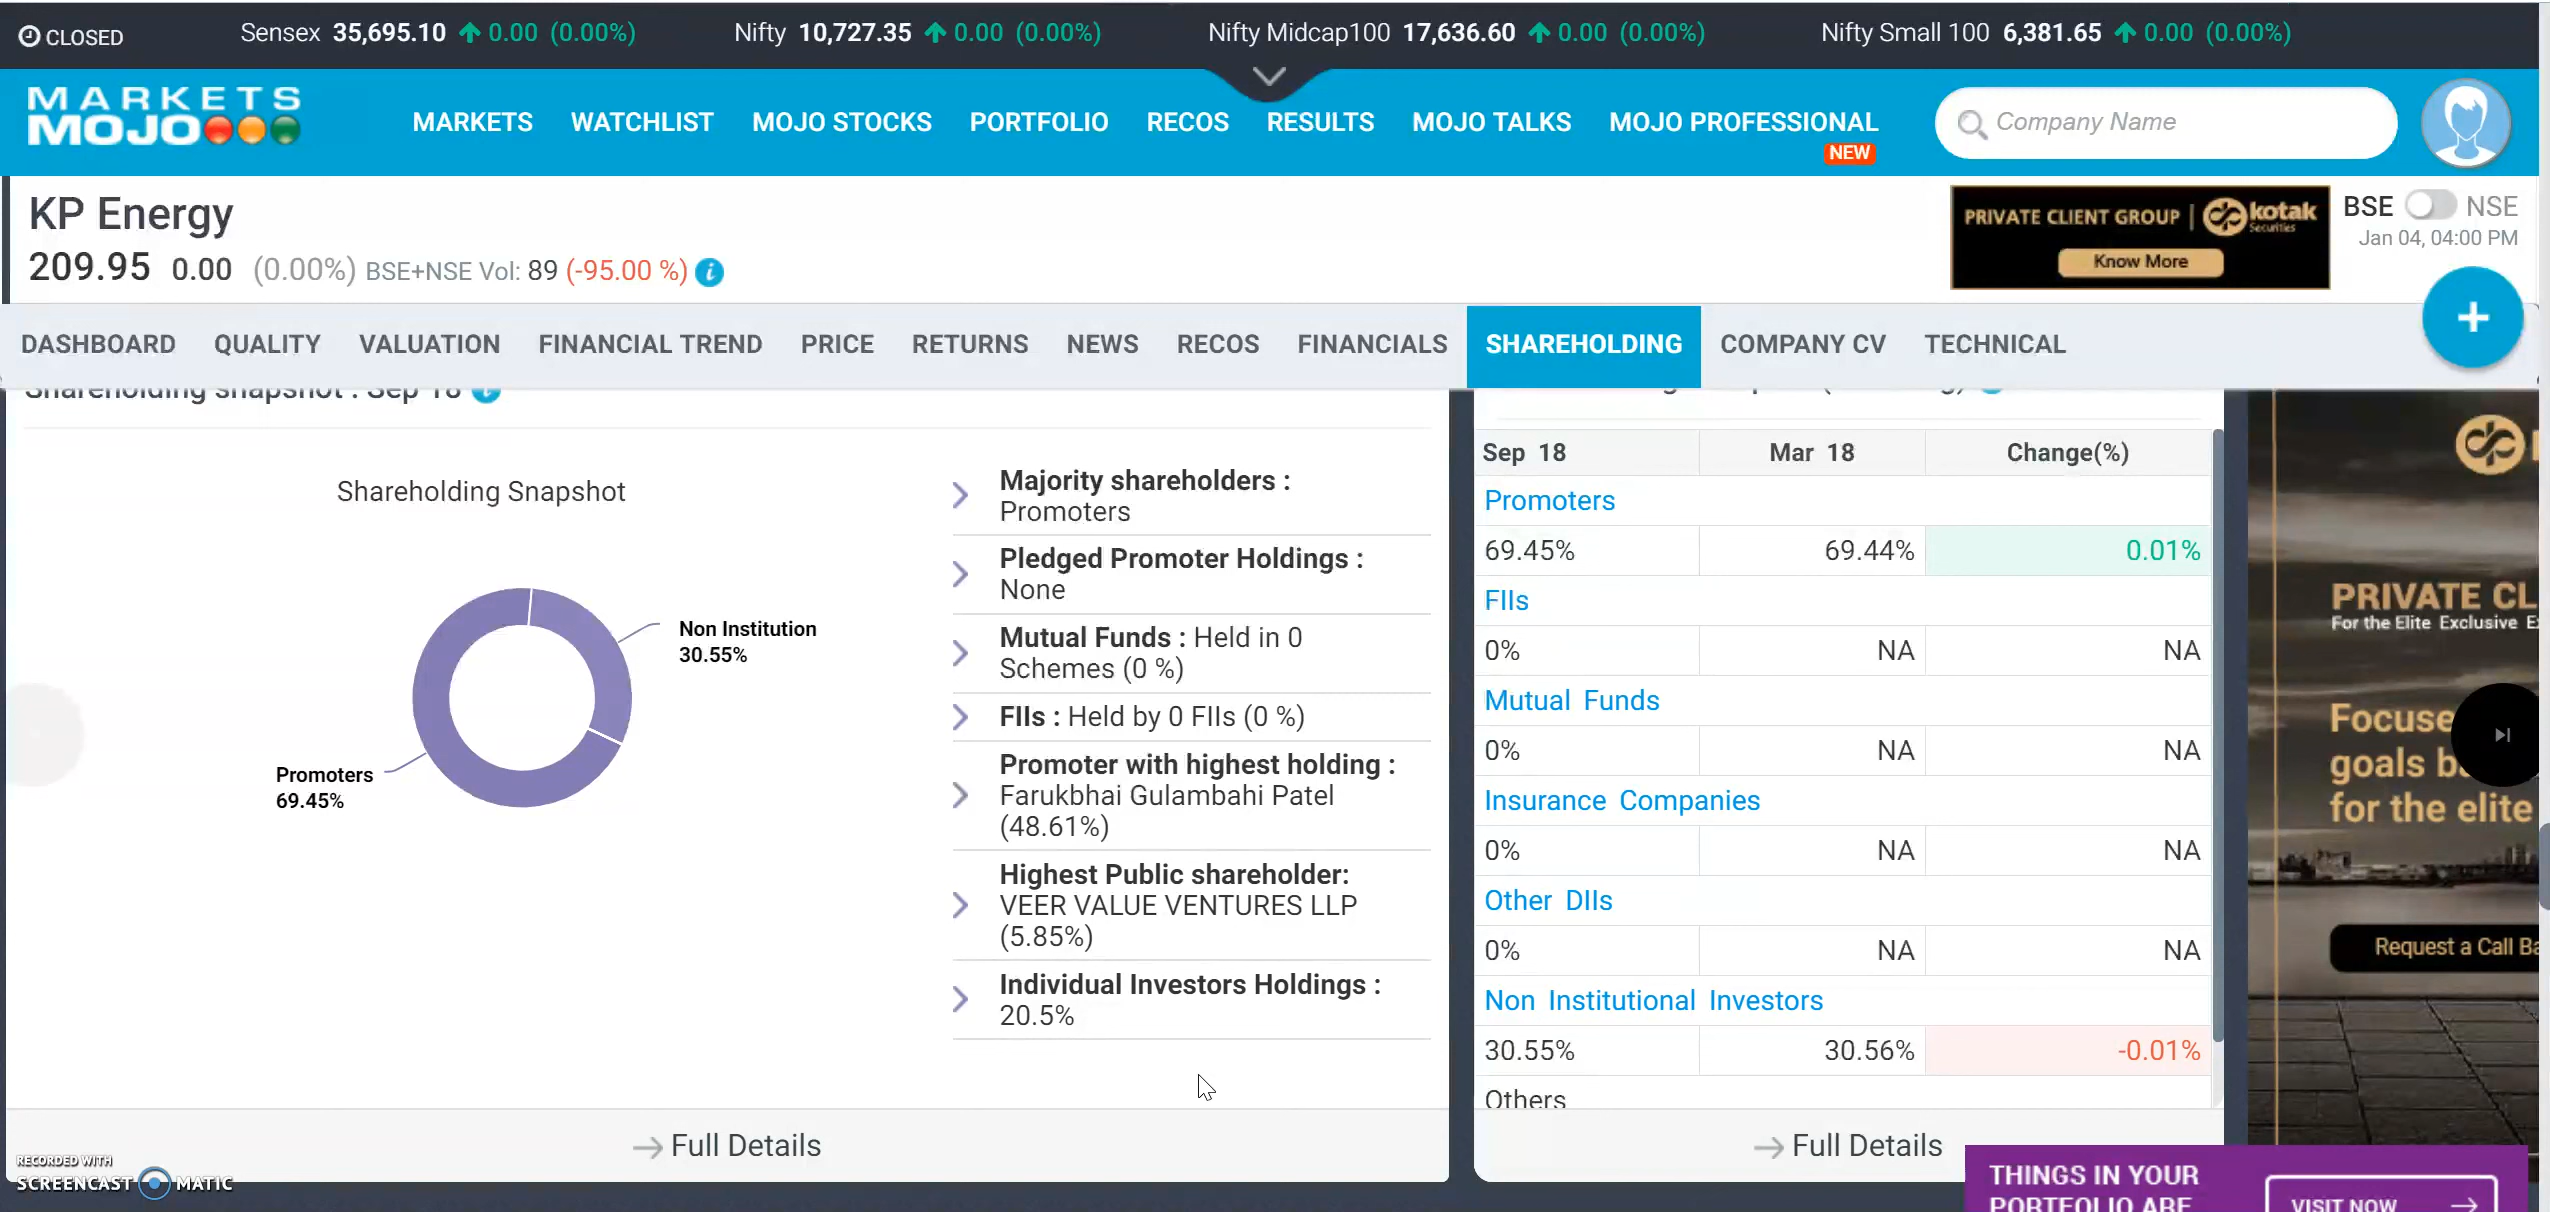 CLOSED
Sensex 35,695.10 0.00 (0.00%)
Nifty 10,727.35 0.00 (0.00%)
Nifty Midcap100 17,636.60 0.00 (0.00%)
Nifty Small 100 6,381.65 0.00 (0.00%)
MARKETS
MOJO
MARKETS WATCHLIST MOJO STOCKS PORTFOLIO RECOS RESULTS MOJO TALKS MOJO PROFESSIONAL
NEW
Company Name
KP Energy
209.95 0.00 (0.00%) BSE+NSE Vol: 89 (-95.00 %) i
PRIVATE CLIENT GROUP | kotak
Securities
Know More
BSE NSE
Jan 04, 04:00 PM
+
DASHBOARD QUALITY VALUATION FINANCIAL TREND PRICE RETURNS NEWS RECOS FINANCIALS SHAREHOLDING COMPANY CV TECHNICAL
Shareholding snapshot : Sep 18
Shareholding Snapshot
Non Institution
30.55%
Promoters
69.45%
Majority shareholders :
Promoters
Pledged Promoter Holdings :
None
Mutual Funds : Held in 0
Schemes (0 %)
FIIs : Held by 0 FIIs (0 %)
Promoter with highest holding :
Farukbhai Gulambahi Patel
(48.61%)
Highest Public shareholder:
VEER VALUE VENTURES LLP
(5.85%)
Individual Investors Holdings :
20.5%
Full Details
Sep 18 Mar 18 Change(%)
Promoters
69.45% 69.44% 0.01%
FIIs
0% NA NA
Mutual Funds
0% NA NA
Insurance Companies
0% NA NA
Other DIIs
0% NA NA
Non Institutional Investors
30.55% 30.56% -0.01%
Others
Full Details
PRIVATE CL
For the Elite Exclusive E
Focuse
goals b
for the elite
Request a Call Ba
RECORDED WITH
SCREENCAST MATIC
THINGS IN YOUR
PORTFOLIO ARE
VISIT NOW